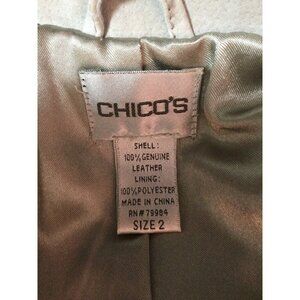 CHICO'S
SHELL:
100% GENUINE
LEATHER
LINING:
100% POLYESTER
MADE IN CHINA
RN# 79984
SIZE 2